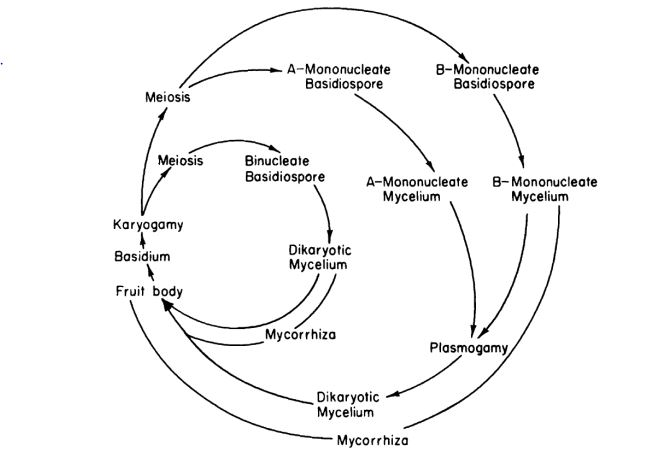 A-Mononucleate
Basidiospore
B-Mononucleate
Basidiospore
Meiosis
Meiosis
Binucleate
Basidiospore
A-Mononucleate
Mycelium
B-Mononucleate
Mycelium
Karyogamy
Basidium
Dikaryotic
Mycelium
Fruit body
Mycorrhiza
Plasmogamy
Dikaryotic
Mycelium
Mycorrhiza